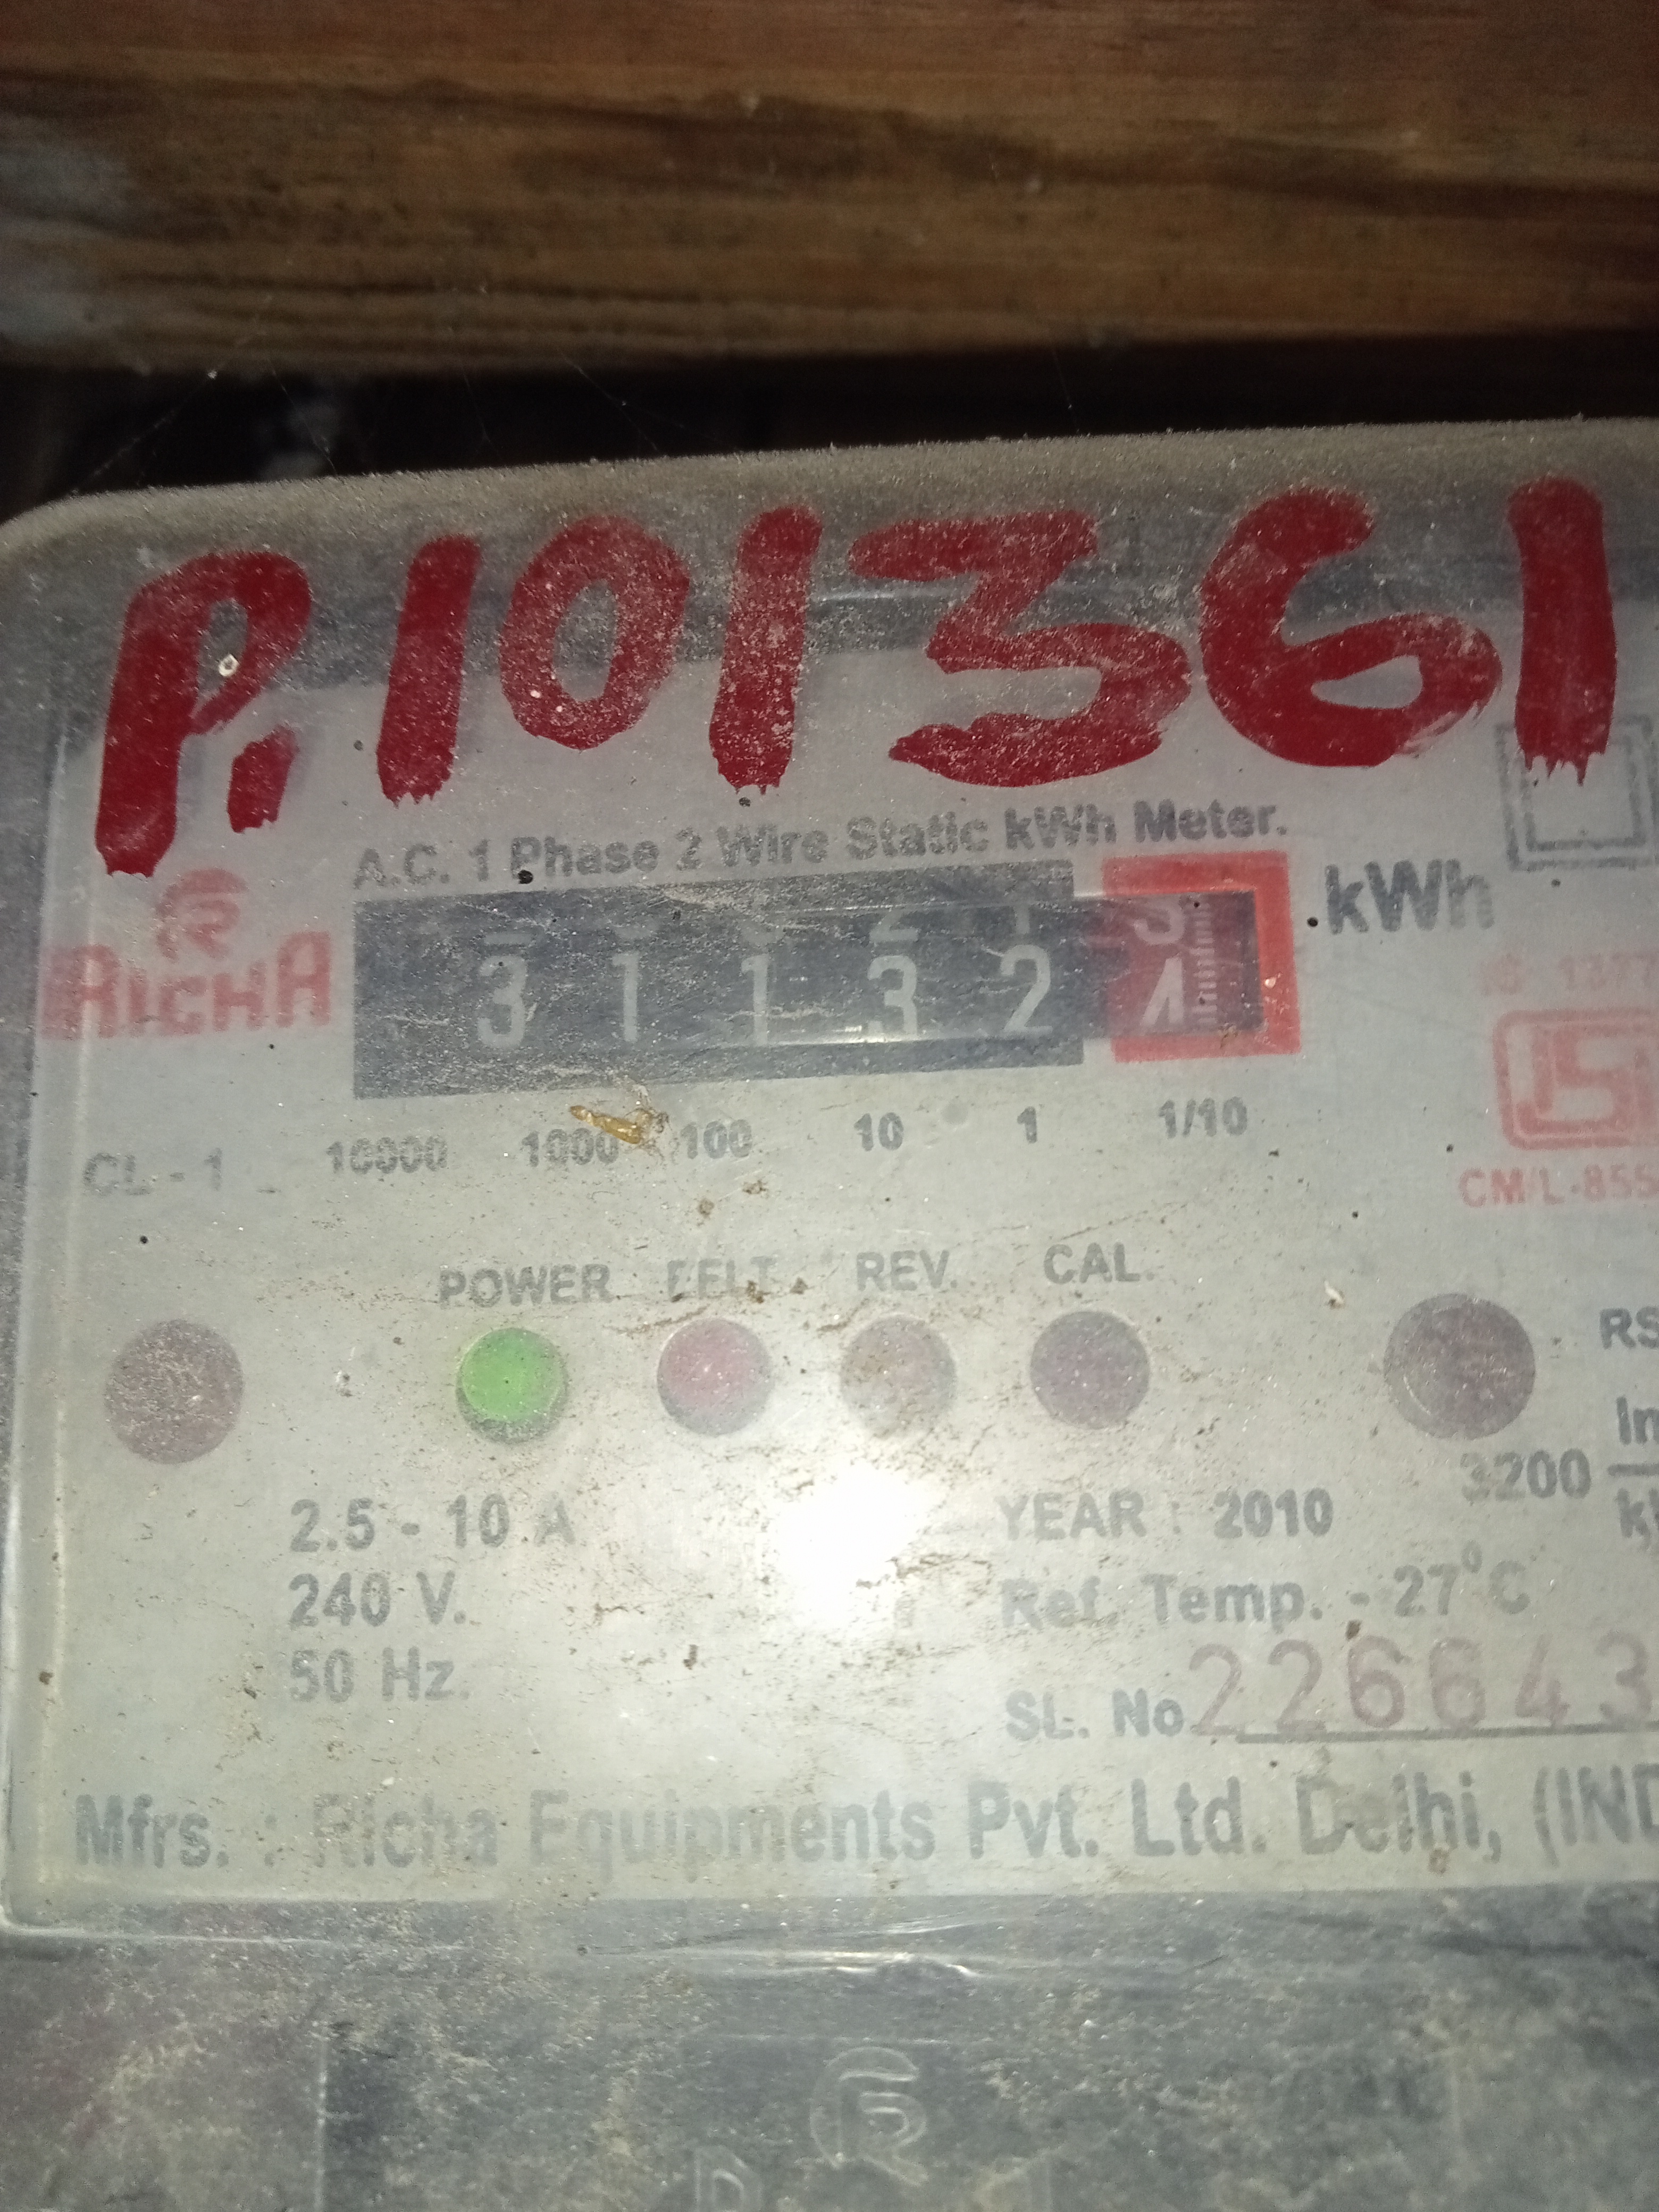 P. 101361
A.C. 1 Phase 2 Wire Static kWh Meter.
RICHA
3 1 1 3 2 4
kWh
10000 1000 100 10 1 1/10
CL - 1
CM/L-855
POWER REV. CAL.
2.5 - 10 A
240 V.
50 Hz.
3200
YEAR : 2010
Ref. Temp. - 27°C
SL. No 226643
Mfrs. : Richa Equipments Pvt. Ltd. Delhi, (IND